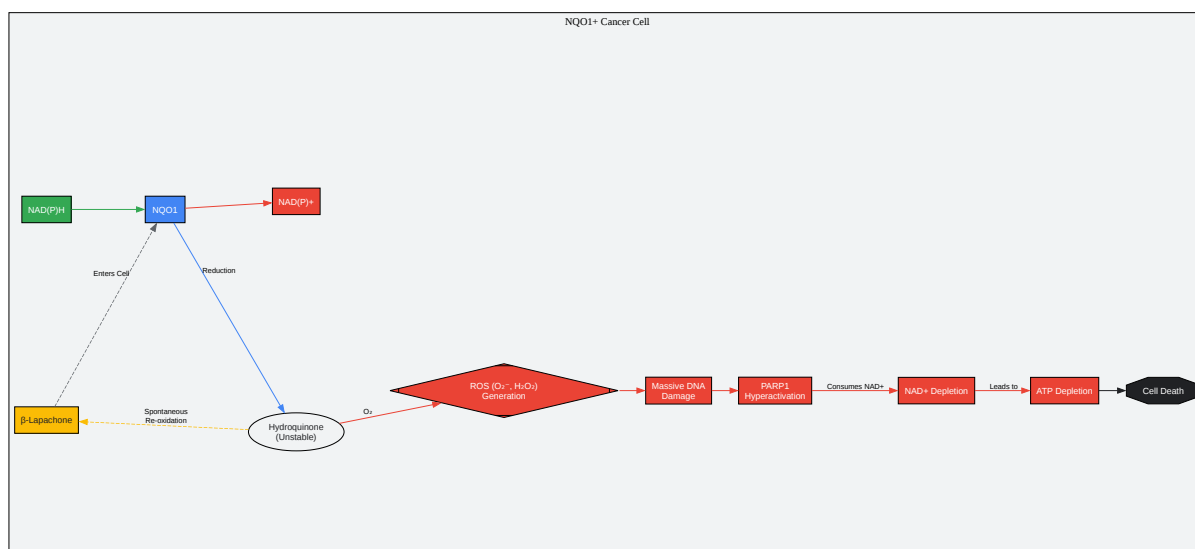 NQO1+ Cancer Cell
NAD(P)H
NQO1
NAD(P)+
Enters Cell
Reduction
β-Lapachone
Spontaneous
Re-oxidation
Hydroquinone
(Unstable)
O₂
ROS (O₂⁻, H₂O₂)
Generation
Massive DNA
Damage
PARP1
Hyperactivation
Consumes NAD+
NAD+ Depletion
Leads to
ATP Depletion
Cell Death